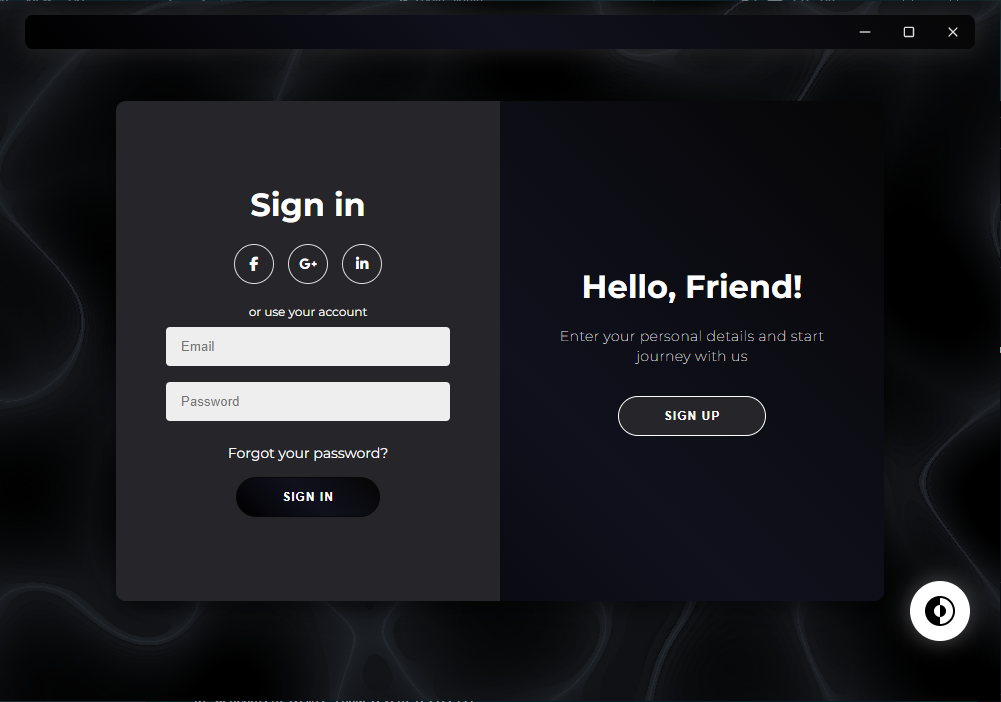 Sign in
G+
in
or use your account
Email
Password
Forgot your password?
SIGN IN
Hello, Friend!
Enter your personal details and start
journey with us
SIGN UP